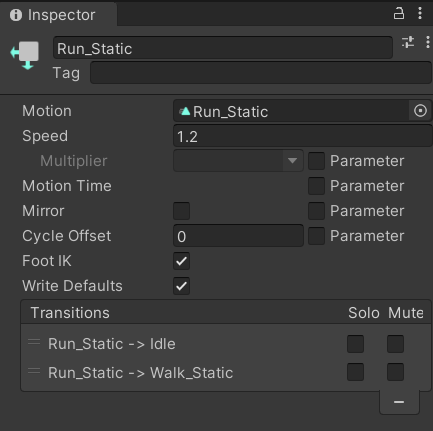 Inspector
Run_Static
Tag
Motion Run_Static
Speed 1.2
Multiplier Parameter
Motion Time Parameter
Mirror Parameter
Cycle Offset 0 Parameter
Foot IK
Write Defaults
Transitions Solo Mute
Run_Static -> Idle
Run_Static -> Walk_Static